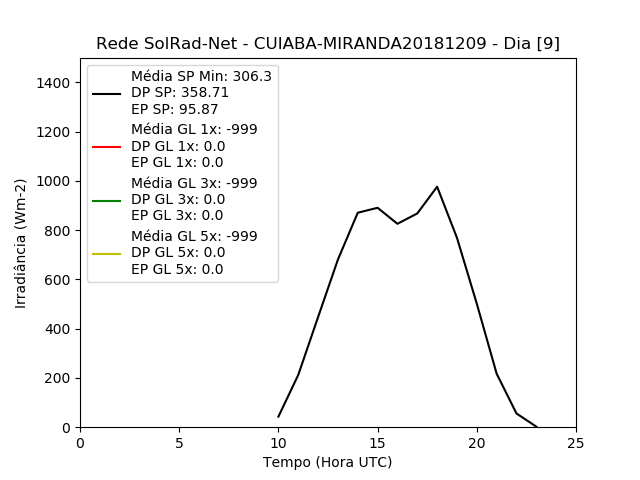 Rede SolRad-Net - CUIABA-MIRANDA20181209 - Dia [9]
Média SP Min: 306.3
DP SP: 358.71
EP SP: 95.87
Média GL 1x: -999
DP GL 1x: 0.0
EP GL 1x: 0.0
Média GL 3x: -999
DP GL 3x: 0.0
EP GL 3x: 0.0
Média GL 5x: -999
DP GL 5x: 0.0
EP GL 5x: 0.0
Irradiância (Wm-2)
1400
1200
1000
800
600
400
200
0
0 5 10 15 20 25
Tempo (Hora UTC)